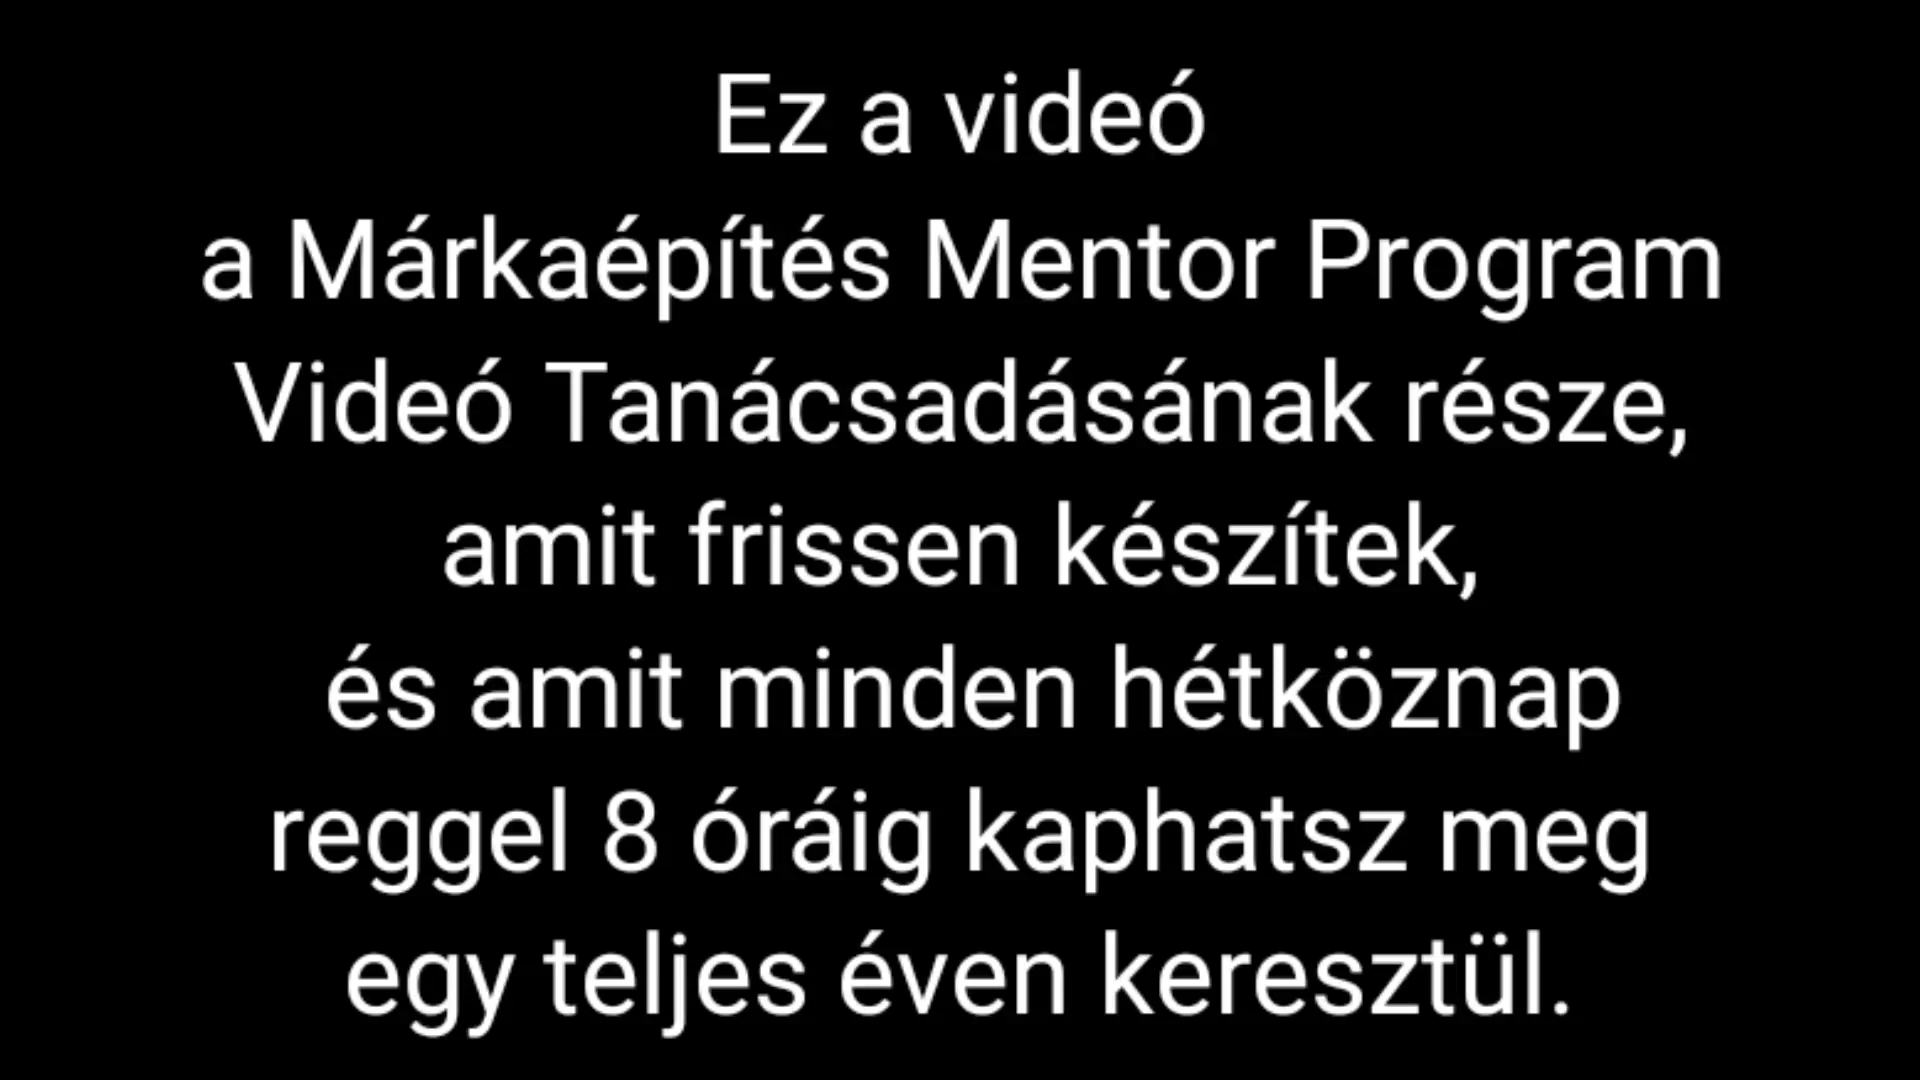 Ez a videó
a Márkaépítés Mentor Program
Videó Tanácsadásának része,
amit frissen készítek,
és amit minden hétköznap
reggel 8 óráig kaphatsz meg
egy teljes éven keresztül.